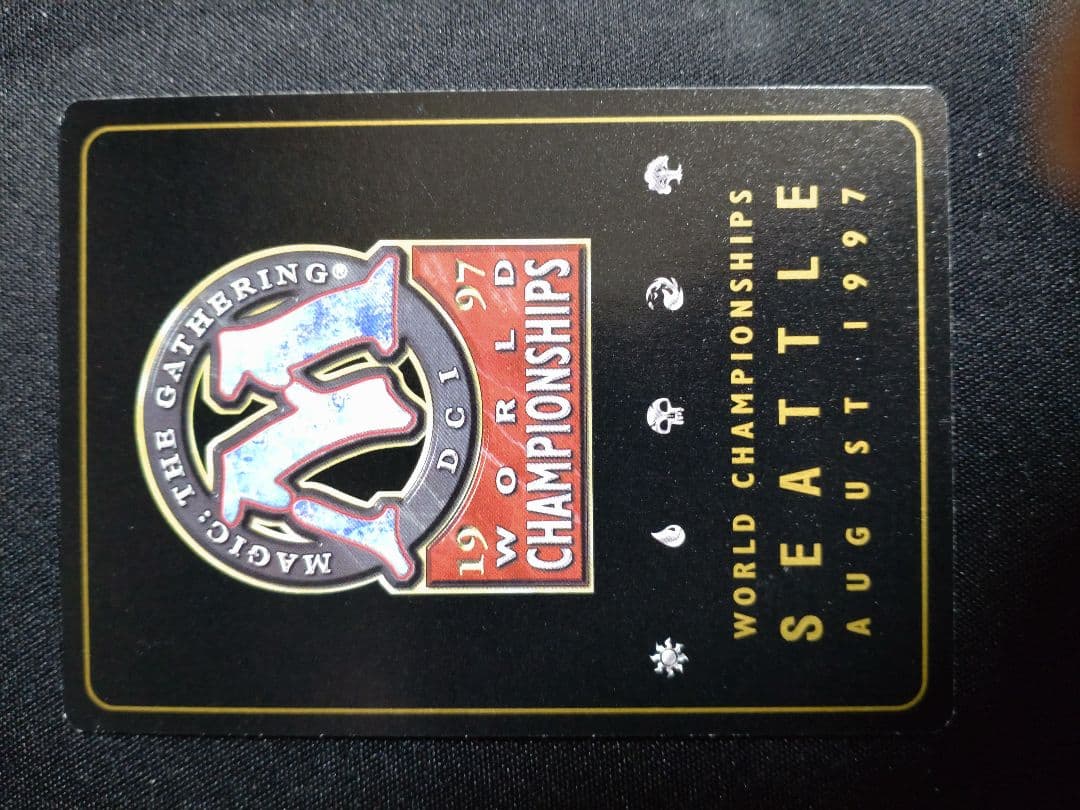 MAGIC: THE GATHERING®
DCI
19 97
WORLD
CHAMPIONSHIPS
WORLD CHAMPIONSHIPS
SEATTLE
AUGUST 1997